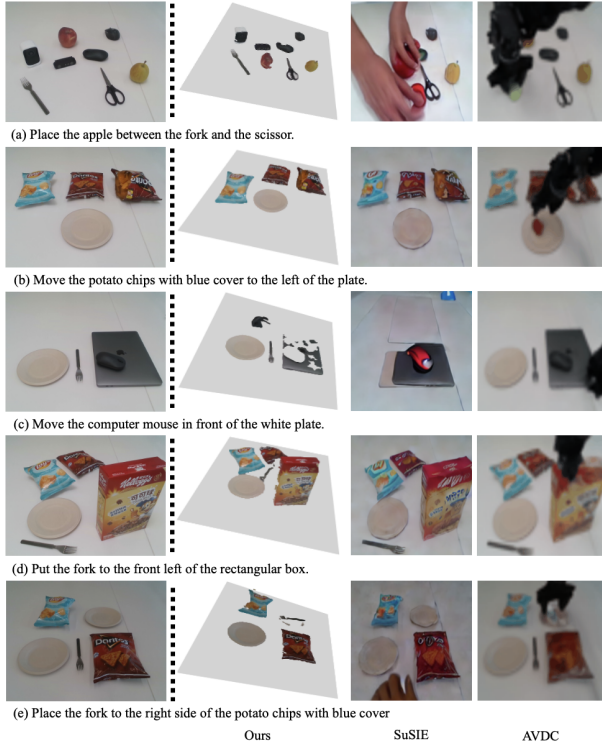 (a) Place the apple between the fork and the scissor.
(b) Move the potato chips with blue cover to the left of the plate.
(c) Move the computer mouse in front of the white plate.
Kellogg's
(d) Put the fork to the front left of the rectangular box.
Doritos
(e) Place the fork to the right side of the potato chips with blue cover
Ours SuSIE AVDC